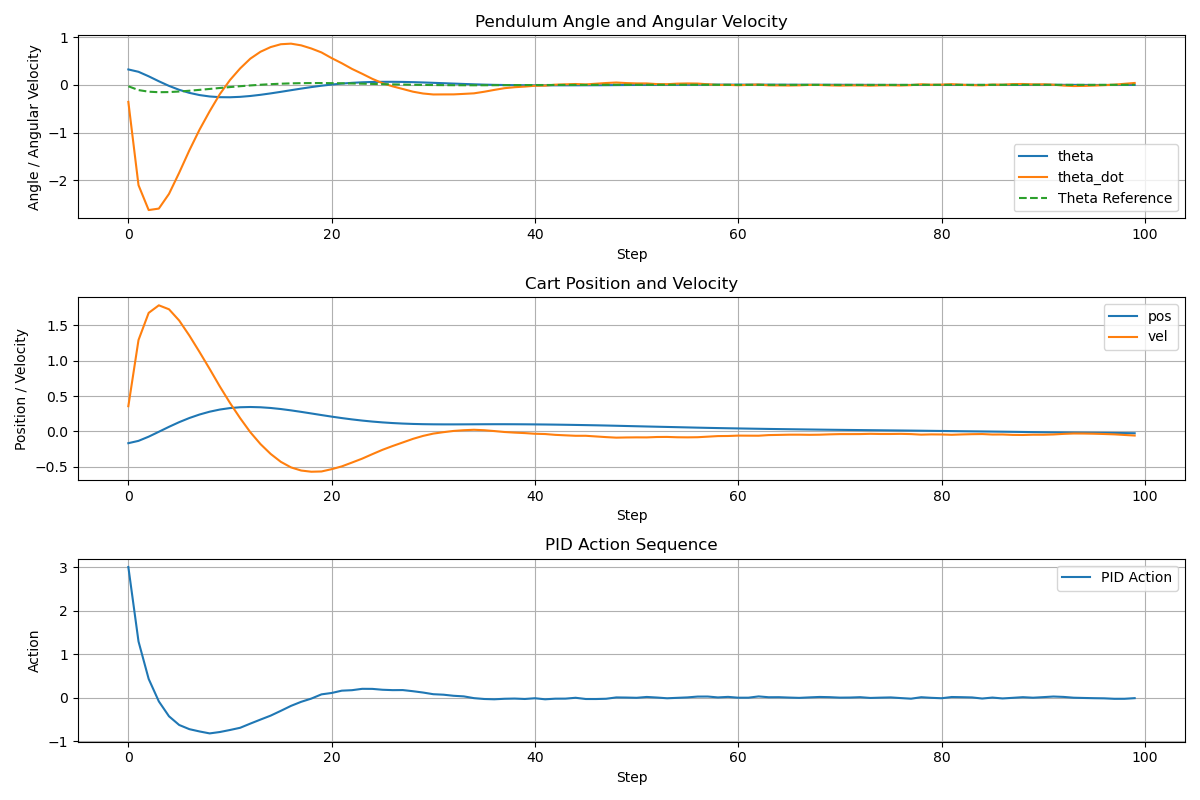 Pendulum Angle and Angular Velocity
Angle / Angular Velocity
1
0
−1
−2
theta
theta_dot
Theta Reference
0
20
40
60
80
100
Step
Cart Position and Velocity
Position / Velocity
1.5
1.0
0.5
0.0
−0.5
pos
vel
0
20
40
60
80
100
Step
PID Action Sequence
Action
3
2
1
0
−1
PID Action
0
20
40
60
80
100
Step